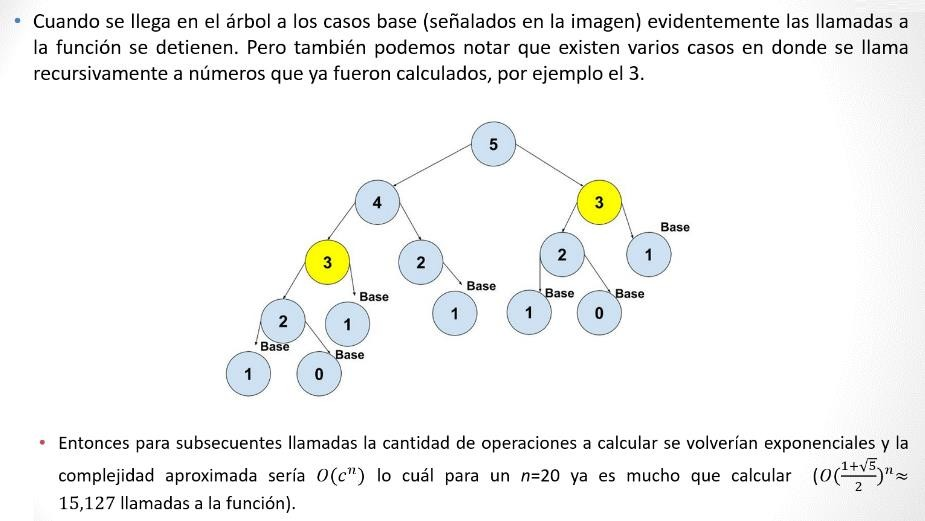 • Cuando se llega en el árbol a los casos base (señalados en la imagen) evidentemente las llamadas a
la función se detienen. Pero también podemos notar que existen varios casos en donde se llama
recursivamente a números que ya fueron calculados, por ejemplo el 3.
5
4
3
Base
3
2
2
1
Base
Base
Base
Base
2
1
1
1
0
Base
Base
1
0
• Entonces para subsecuentes llamadas la cantidad de operaciones a calcular se volverían exponenciales y la
complejidad aproximada sería O(cⁿ) lo cuál para un n=20 ya es mucho que calcular (O(\frac{1+√5}{2})ⁿ≈
15,127 llamadas a la función).